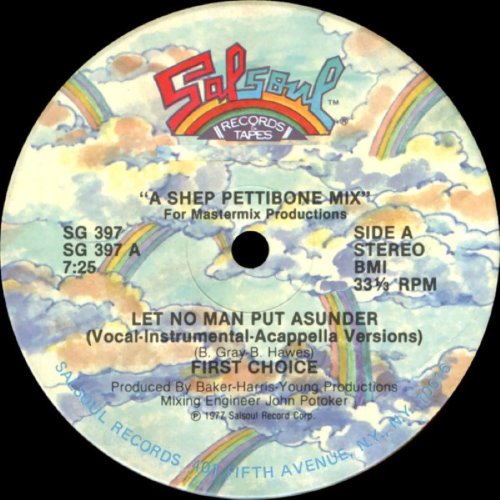 Salsoul
TM
®
RECORDS &
TAPES
"A SHEP PETTIBONE MIX"
For Mastermix Productions
SG 397
SG 397 A
7:25
SIDE A
STEREO
BMI
33⅓ RPM
LET NO MAN PUT ASUNDER
(Vocal-Instrumental-Acappella Versions)
(B. Gray-B. Hawes)
FIRST CHOICE
Produced By Baker-Harris-Young Productions
Mixing Engineer John Potoker
℗ 1977 Salsoul Record Corp.
SALSOUL RECORDS, 401 FIFTH AVENUE, N.Y., N.Y.